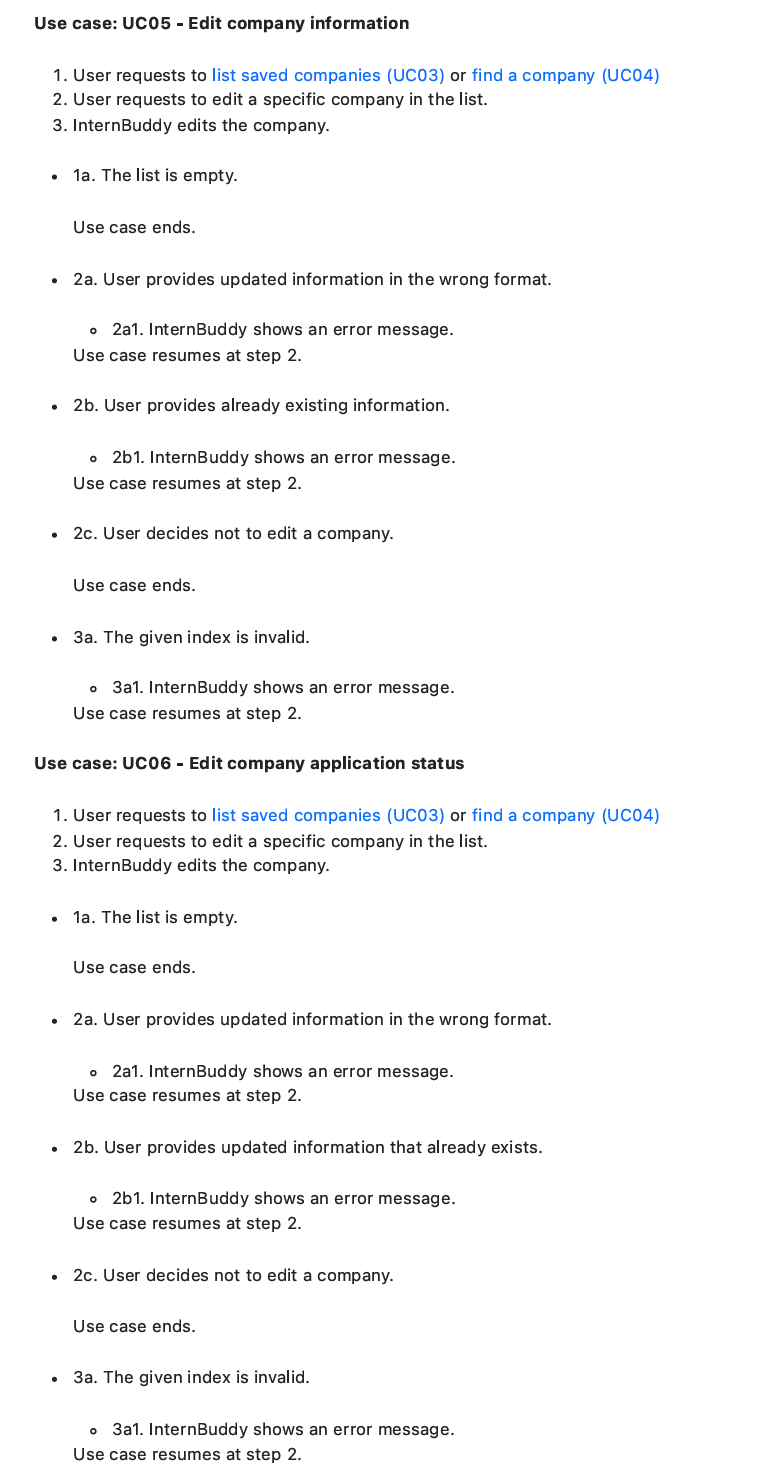 Use case: UC05 - Edit company information
1. User requests to list saved companies (UC03) or find a company (UC04)
2. User requests to edit a specific company in the list.
3. InternBuddy edits the company.
• 1a. The list is empty.
Use case ends.
• 2a. User provides updated information in the wrong format.
◦ 2a1. InternBuddy shows an error message.
Use case resumes at step 2.
• 2b. User provides already existing information.
◦ 2b1. InternBuddy shows an error message.
Use case resumes at step 2.
• 2c. User decides not to edit a company.
Use case ends.
• 3a. The given index is invalid.
◦ 3a1. InternBuddy shows an error message.
Use case resumes at step 2.
Use case: UC06 - Edit company application status
1. User requests to list saved companies (UC03) or find a company (UC04)
2. User requests to edit a specific company in the list.
3. InternBuddy edits the company.
• 1a. The list is empty.
Use case ends.
• 2a. User provides updated information in the wrong format.
◦ 2a1. InternBuddy shows an error message.
Use case resumes at step 2.
• 2b. User provides updated information that already exists.
◦ 2b1. InternBuddy shows an error message.
Use case resumes at step 2.
• 2c. User decides not to edit a company.
Use case ends.
• 3a. The given index is invalid.
◦ 3a1. InternBuddy shows an error message.
Use case resumes at step 2.